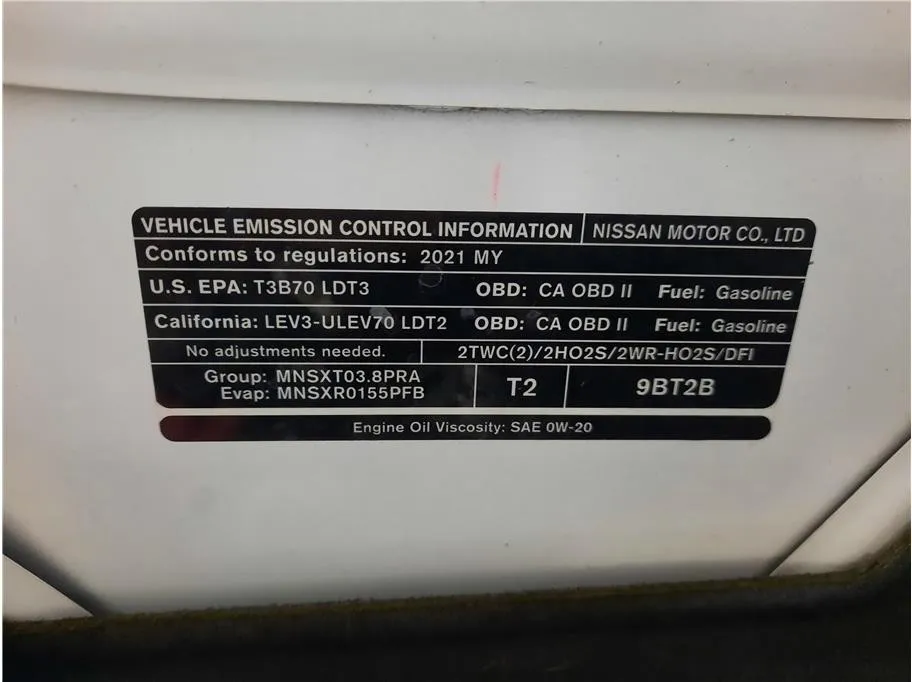 VEHICLE EMISSION CONTROL INFORMATION NISSAN MOTOR CO., LTD
Conforms to regulations: 2021 MY
U.S. EPA: T3B70 LDT3 OBD: CA OBD II Fuel: Gasoline
California: LEV3-ULEV70 LDT2 OBD: CA OBD II Fuel: Gasoline
No adjustments needed. 2TWC(2)/2HO2S/2WR-HO2S/DFI
Group: MNSXT03.8PRA
Evap: MNSXR0155PFB
T2 9BT2B
Engine Oil Viscosity: SAE 0W-20